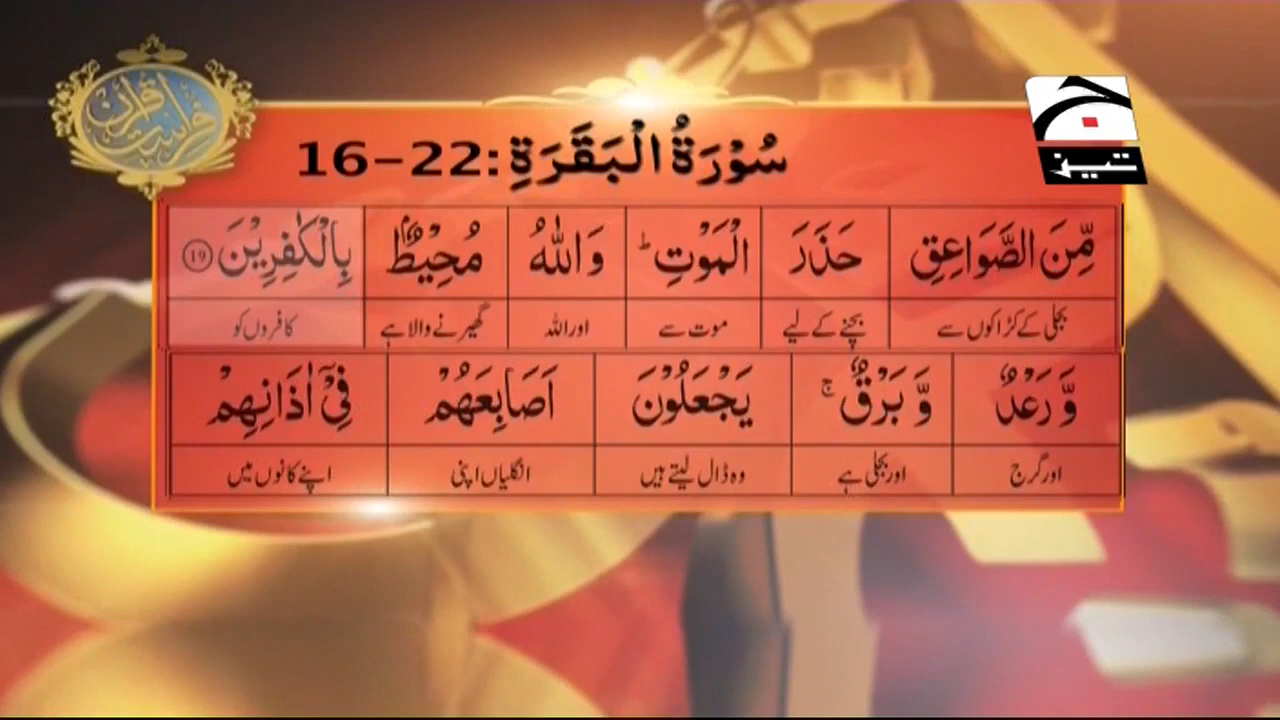 سُوْرَةُ الْبَقَرَةِ:22-16
مِّنَ الصَّوَاعِقِ حَذَرَ الْمَوْتِ ؕ وَاللّٰهُ مُحِيْطٌۢ بِالْكٰفِرِيْنَ 19
بجلی کے کڑاکوں سے بچنے کے لیے موت سے اور اللہ گھیرنے والا ہے کافروں کو
وَّ رَعْدٌ وَّ بَرْقٌ ۚ يَجْعَلُوْنَ اَصَابِعَهُمْ فِيْۤ اٰذَانِهِمْ
اور گرج اور بجلی ہے وہ ڈال لیتے ہیں انگلیاں اپنی اپنے کانوں میں
تیز